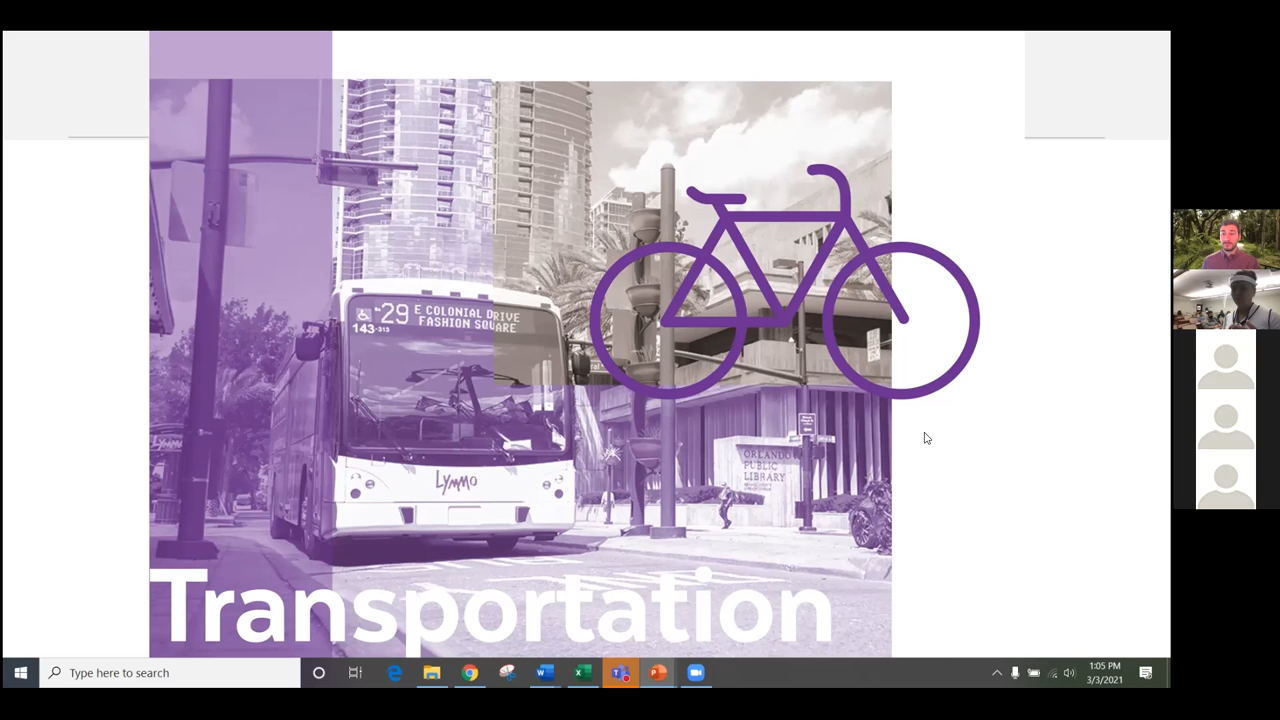 29 E COLONIAL DRIVE
FASHION SQUARE
143-313
LYMMO
LYMMO
ORLANDO
PUBLIC
LIBRARY
Transportation
Type here to search
1:05 PM
3/3/2021